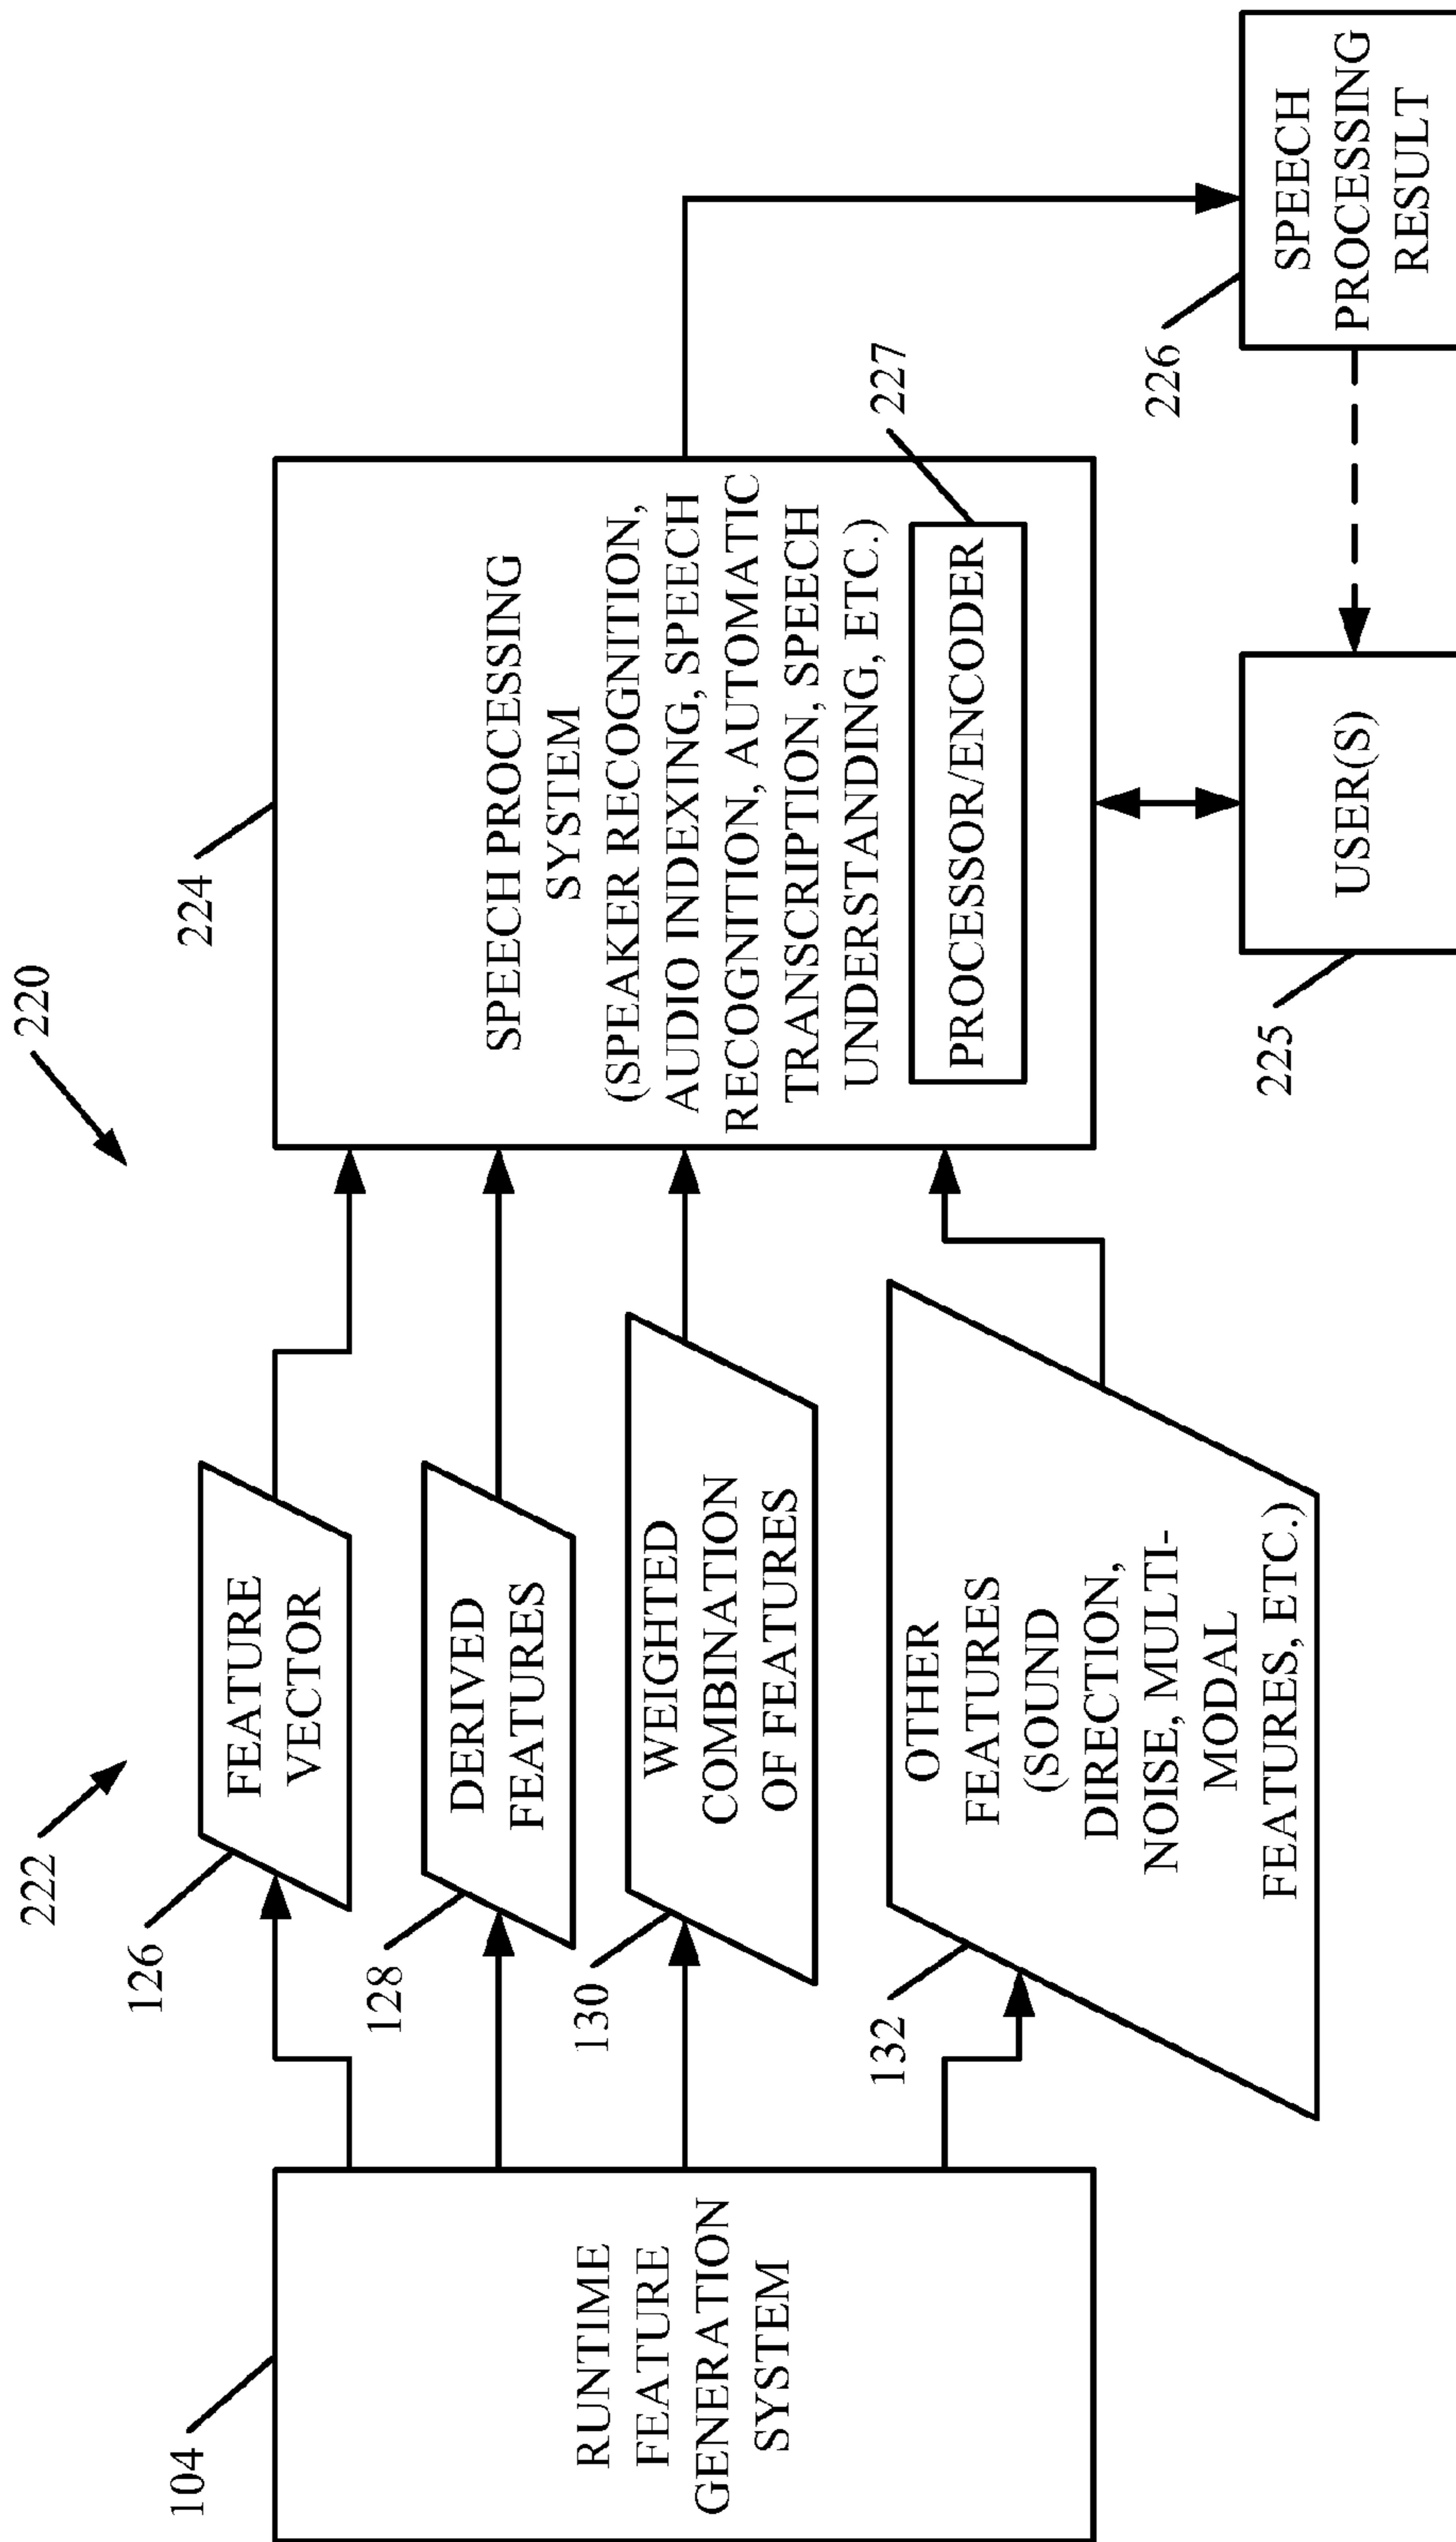 222
220
104
RUNTIME
FEATURE
GENERATION
SYSTEM
126
FEATURE
VECTOR
128
DERIVED
FEATURES
130
WEIGHTED
COMBINATION
OF FEATURES
132
OTHER
FEATURES
(SOUND
DIRECTION,
NOISE, MULTI-
MODAL
FEATURES, ETC.)
224
SPEECH PROCESSING
SYSTEM
(SPEAKER RECOGNITION,
AUDIO INDEXING, SPEECH
RECOGNITION, AUTOMATIC
TRANSCRIPTION, SPEECH
UNDERSTANDING, ETC.)
PROCESSOR/ENCODER
227
225
USER(S)
226
SPEECH
PROCESSING
RESULT